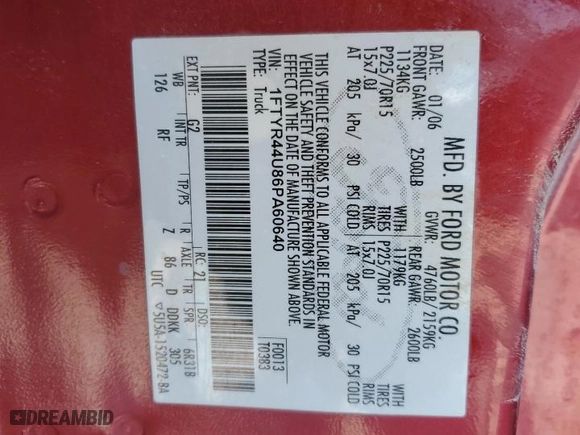 MFD. BY FORD MOTOR CO.
01/06 GVWR: 4760LB/ 2159KG
FRONT GAWR: 2500LB REAR GAWR: 2600LB
1134KG WITH 1179KG WITH
P225/70R15 TIRES P225/70R15 TIRES
15x7.0J RIMS 15x7.0J RIMS
AT 205 kPa/ 30 PSI COLD AT 205 kPa/ 30 PSI COLD
THIS VEHICLE CONFORMS TO ALL APPLICABLE FEDERAL MOTOR
VEHICLE SAFETY AND THEFT PREVENTION STANDARDS IN
EFFECT ON THE DATE OF MANUFACTURE SHOWN ABOVE.
VIN: 1FTYR44U86PA60640 F0013
Truck T0383
EXT PNT: G2 RC: 21 DSO:
WB INT TR TP/PS R AXLE TR SPR 6R31B
126 RF Z 86 D DDKK 305
UTC 5U5A-1520472-BA
DREAMBID